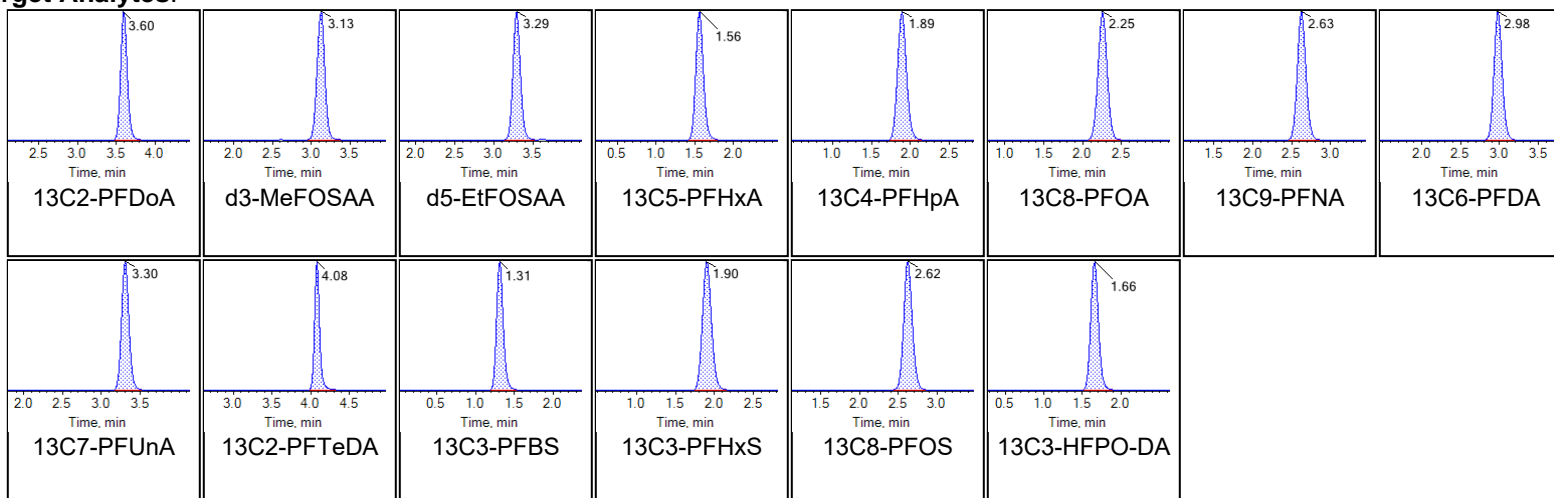 rget Analytes:
3.60 3.13 3.29 1.56 1.89 2.25 2.63 2.98
2.5 3.0 3.5 4.0 2.0 2.5 3.0 3.5 2.0 2.5 3.0 3.5 0.5 1.0 1.5 2.0 1.0 1.5 2.0 2.5 1.0 1.5 2.0 2.5 1.5 2.0 2.5 3.0 2.0 2.5 3.0 3.5
Time, min Time, min Time, min Time, min Time, min Time, min Time, min Time, min
13C2-PFDoA d3-MeFOSAA d5-EtFOSAA 13C5-PFHxA 13C4-PFHpA 13C8-PFOA 13C9-PFNA 13C6-PFDA
3.30 4.08 1.31 1.90 2.62 1.66
2.0 2.5 3.0 3.5 3.0 3.5 4.0 4.5 0.5 1.0 1.5 2.0 1.0 1.5 2.0 2.5 1.5 2.0 2.5 3.0 0.5 1.0 1.5 2.0
Time, min Time, min Time, min Time, min Time, min Time, min
13C7-PFUnA 13C2-PFTeDA 13C3-PFBS 13C3-PFHxS 13C8-PFOS 13C3-HFPO-DA